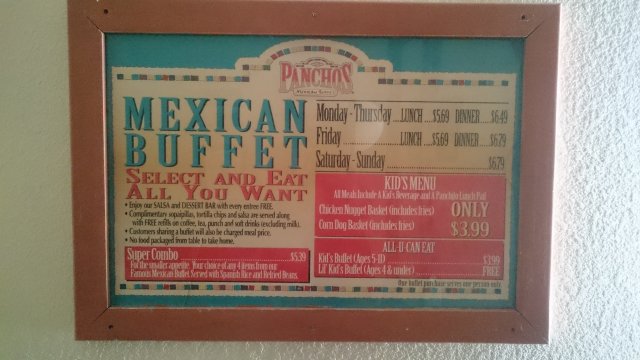 PANCHOS
MEXICAN BUFFET
MEXICAN
BUFFET
SELECT AND EAT
ALL YOU WANT
• Enjoy our SALSA and DESSERT BAR with every entree FREE.
• Complimentary sopaipillas, tortilla chips and salsa are served along
with FREE refills on coffee, tea, punch and soft drinks (excluding milk).
• Customers sharing a buffet will also be charged meal price.
• No food packaged from table to take home.
Super Combo $5.39
For the smaller appetite. Your choice of any 4 items from our
Famous Mexican Buffet Served with Spanish Rice and Refried Beans.
Monday - Thursday LUNCH $5.69 DINNER $6.49
Friday LUNCH $5.69 DINNER $6.79
Saturday - Sunday $6.79
KID'S MENU
All Meals Include A Kid's Beverage and A Panchito Lunch Pail
Chicken Nugget Basket (includes fries) ONLY
Corn Dog Basket (includes fries) $3.99
ALL-U-CAN EAT
Kid's Buffet (Ages 5-11) $3.99
Lil' Kid's Buffet (Ages 4 & under) FREE
One buffet purchase serves one person only.